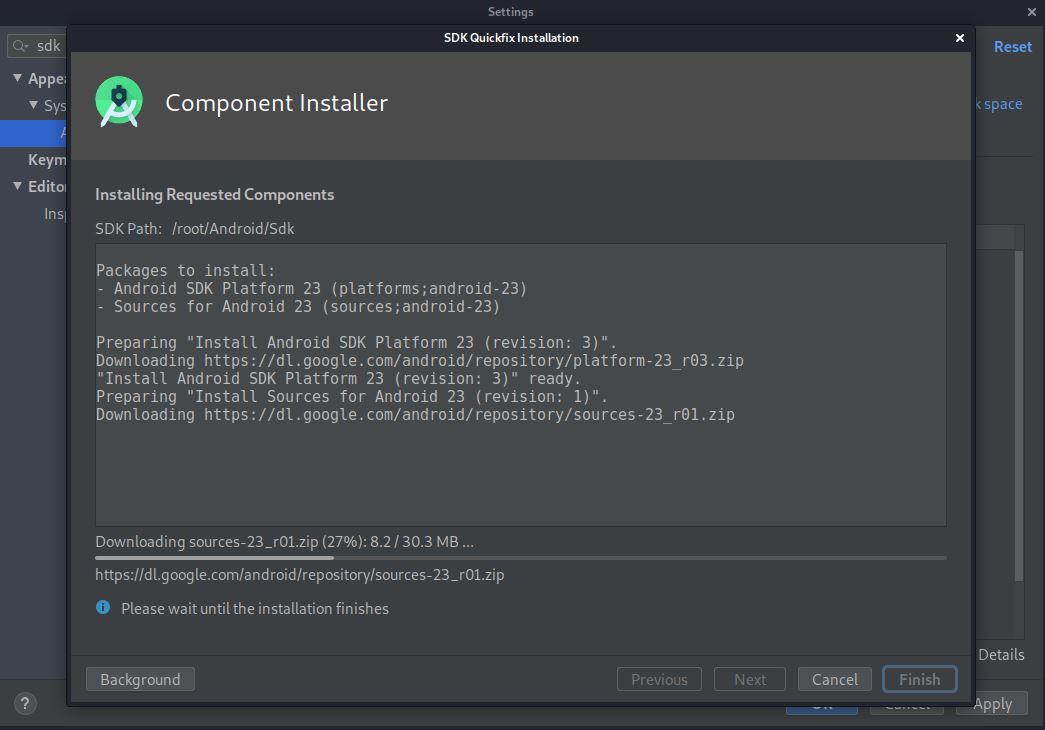 Settings
SDK Quickfix Installation
sdk
Reset
Component Installer
Appea
Sys
k space
A
Keym
Editor
Insp
Installing Requested Components
SDK Path: /root/Android/Sdk
Packages to install:
- Android SDK Platform 23 (platforms;android-23)
- Sources for Android 23 (sources;android-23)
Preparing "Install Android SDK Platform 23 (revision: 3)".
Downloading https://dl.google.com/android/repository/platform-23_r03.zip
"Install Android SDK Platform 23 (revision: 3)" ready.
Preparing "Install Sources for Android 23 (revision: 1)".
Downloading https://dl.google.com/android/repository/sources-23_r01.zip
Downloading sources-23_r01.zip (27%): 8.2 / 30.3 MB ...
https://dl.google.com/android/repository/sources-23_r01.zip
Please wait until the installation finishes
Details
Background
Previous
Next
Cancel
Finish
?
OK
Cancel
Apply